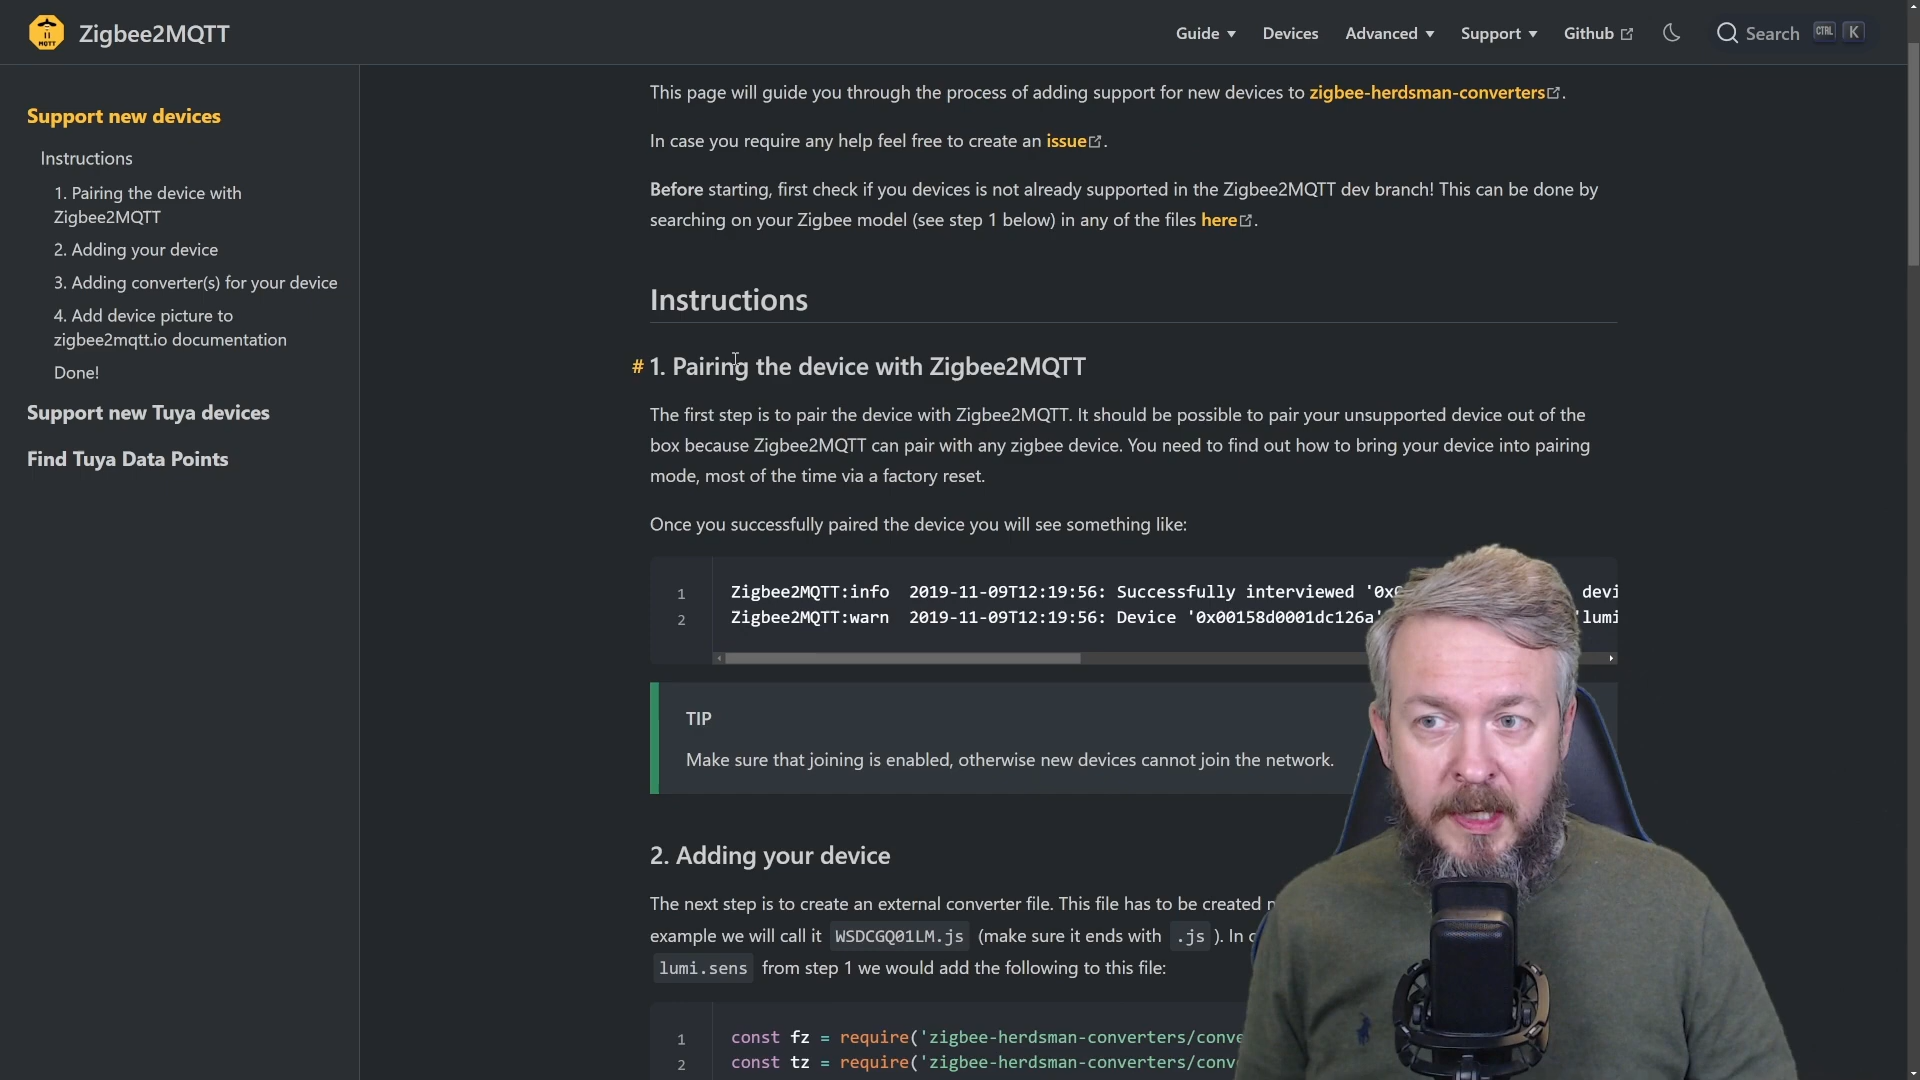 Zigbee2MQTT
Guide
Devices
Advanced
Support
Github
Search
CTRL K
Support new devices
Instructions
1. Pairing the device with
Zigbee2MQTT
2. Adding your device
3. Adding converter(s) for your device
4. Add device picture to
zigbee2mqtt.io documentation
Done!
Support new Tuya devices
Find Tuya Data Points
This page will guide you through the process of adding support for new devices to zigbee-herdsman-converters.
In case you require any help feel free to create an issue.
Before starting, first check if you devices is not already supported in the Zigbee2MQTT dev branch! This can be done by
searching on your Zigbee model (see step 1 below) in any of the files here.
Instructions
# 1. Pairing the device with Zigbee2MQTT
The first step is to pair the device with Zigbee2MQTT. It should be possible to pair your unsupported device out of the
box because Zigbee2MQTT can pair with any zigbee device. You need to find out how to bring your device into pairing
mode, most of the time via a factory reset.
Once you successfully paired the device you will see something like:
1 Zigbee2MQTT:info 2019-11-09T12:19:56: Successfully interviewed '0x devi
2 Zigbee2MQTT:warn 2019-11-09T12:19:56: Device '0x00158d0001dc126a' 'lumi
TIP
Make sure that joining is enabled, otherwise new devices cannot join the network.
2. Adding your device
The next step is to create an external converter file. This file has to be created
example we will call it WSDCGQ01LM.js (make sure it ends with .js ). In
lumi.sens from step 1 we would add the following to this file:
1 const fz = require('zigbee-herdsman-converters/conve
2 const tz = require('zigbee-herdsman-converters/conv